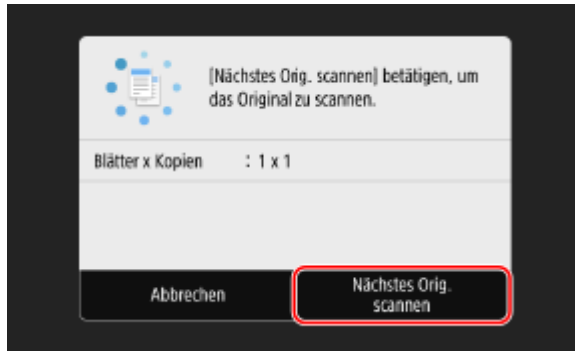 [Nächstes Orig. scannen] betätigen, um
das Original zu scannen.
Blätter x Kopien : 1 x 1
Abbrechen
Nächstes Orig.
scannen